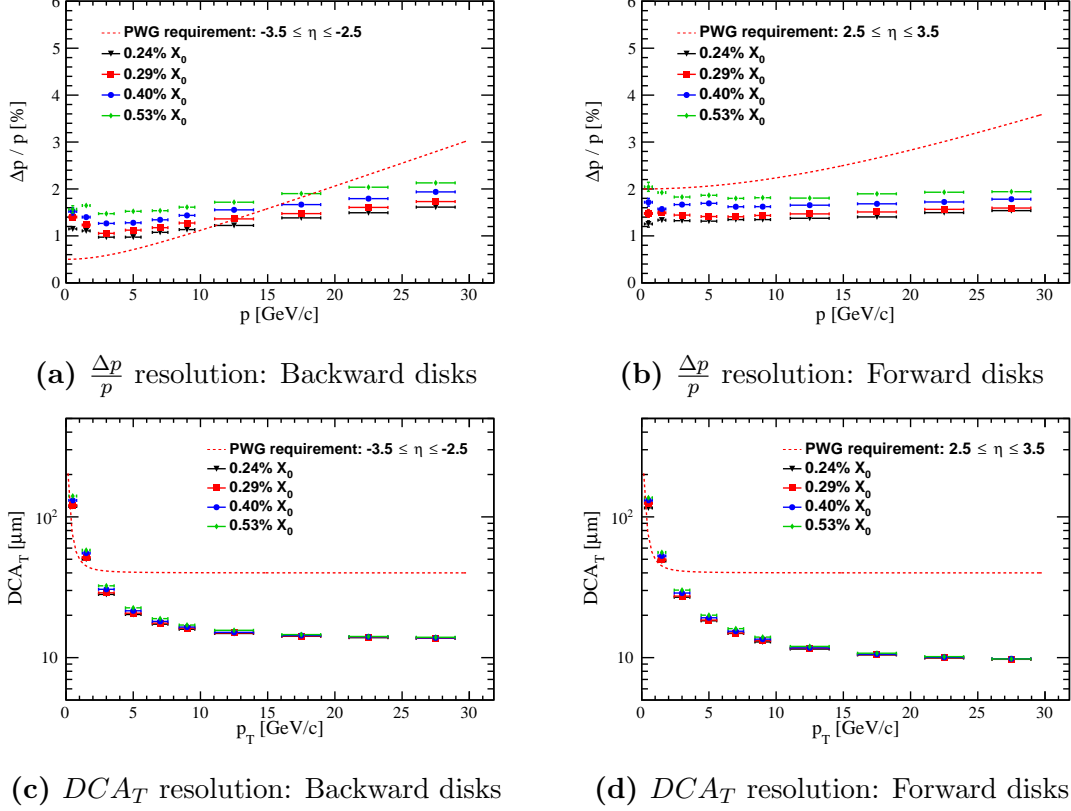 6
5
4
3
2
1
0
Δp / p [%]
PWG requirement: -3.5 ≤ η ≤ -2.5
0.24% X₀
0.29% X₀
0.40% X₀
0.53% X₀
0 5 10 15 20 25 30
p [GeV/c]
6
5
4
3
2
1
0
Δp / p [%]
PWG requirement: 2.5 ≤ η ≤ 3.5
0.24% X₀
0.29% X₀
0.40% X₀
0.53% X₀
0 5 10 15 20 25 30
p [GeV/c]
(a) Δp/p resolution: Backward disks
(b) Δp/p resolution: Forward disks
10²
10
DCA_T [μm]
PWG requirement: -3.5 ≤ η ≤ -2.5
0.24% X₀
0.29% X₀
0.40% X₀
0.53% X₀
0 5 10 15 20 25 30
p_T [GeV/c]
10²
10
DCA_T [μm]
PWG requirement: 2.5 ≤ η ≤ 3.5
0.24% X₀
0.29% X₀
0.40% X₀
0.53% X₀
0 5 10 15 20 25 30
p_T [GeV/c]
(c) DCA_T resolution: Backward disks
(d) DCA_T resolution: Forward disks